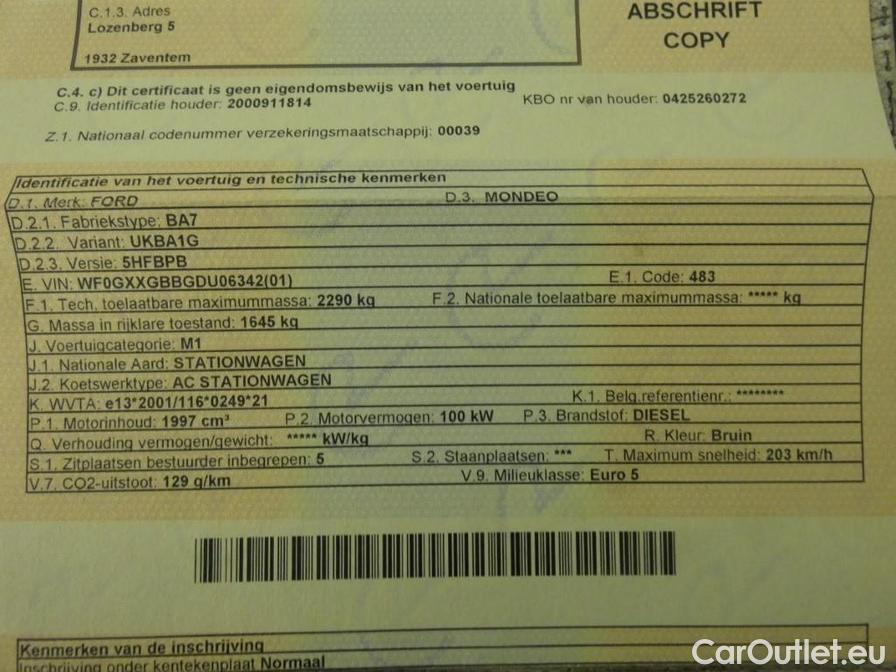 C.1.3. Adres
Lozenberg 5
1932 Zaventem
ABSCHRIFT
COPY
C.4. c) Dit certificaat is geen eigendomsbewijs van het voertuig
C.9. Identificatie houder: 2000911814 KBO nr van houder: 0425260272
Z.1. Nationaal codenummer verzekeringsmaatschappij: 00039
Identificatie van het voertuig en technische kenmerken
D.1. Merk: FORD D.3. MONDEO
D.2.1. Fabriekstype: BA7
D.2.2. Variant: UKBA1G
D.2.3. Versie: 5HFBPB
E. VIN: WF0GXXGBBGDU06342(01) E.1. Code: 483
F.1. Tech. toelaatbare maximummassa: 2290 kg F.2. Nationale toelaatbare maximummassa: ***** kg
G. Massa in rijklare toestand: 1645 kg
J. Voertuigcategorie: M1
J.1. Nationale Aard: STATIONWAGEN
J.2. Koetswerktype: AC STATIONWAGEN
K. WVTA: e13*2001/116*0249*21 K.1. Belg.referentienr.: ********
P.1. Motorinhoud: 1997 cm³ P.2. Motorvermogen: 100 kW P.3. Brandstof: DIESEL
Q. Verhouding vermogen/gewicht: ***** kW/kg R. Kleur: Bruin
S.1. Zitplaatsen bestuurder inbegrepen: 5 S.2. Staanplaatsen: *** T. Maximum snelheid: 203 km/h
V.7. CO2-uitstoot: 129 g/km V.9. Milieuklasse: Euro 5
Kenmerken van de inschrijving
Inschrijving onder kentekenplaat Normaal
CarOutlet.eu